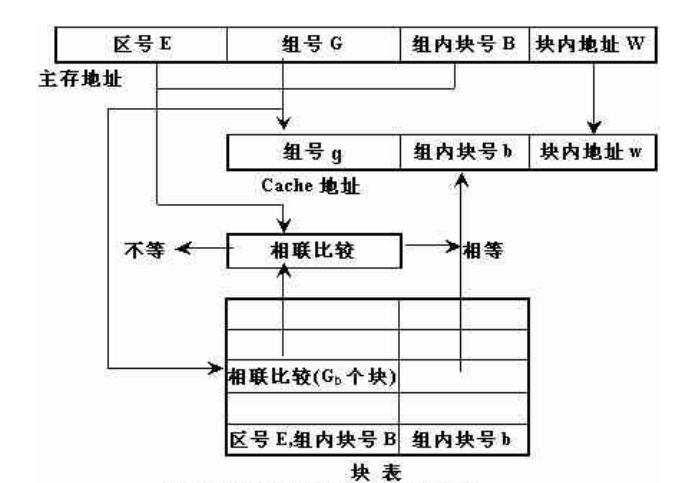 区号 E 组号 G 组内块号 B 块内地址 W
主存地址
组号 g 组内块号 b 块内地址 w
Cache 地址
不等 相联比较 相等
相联比较(Gb 个块)
区号 E,组内块号 B 组内块号 b
块 表